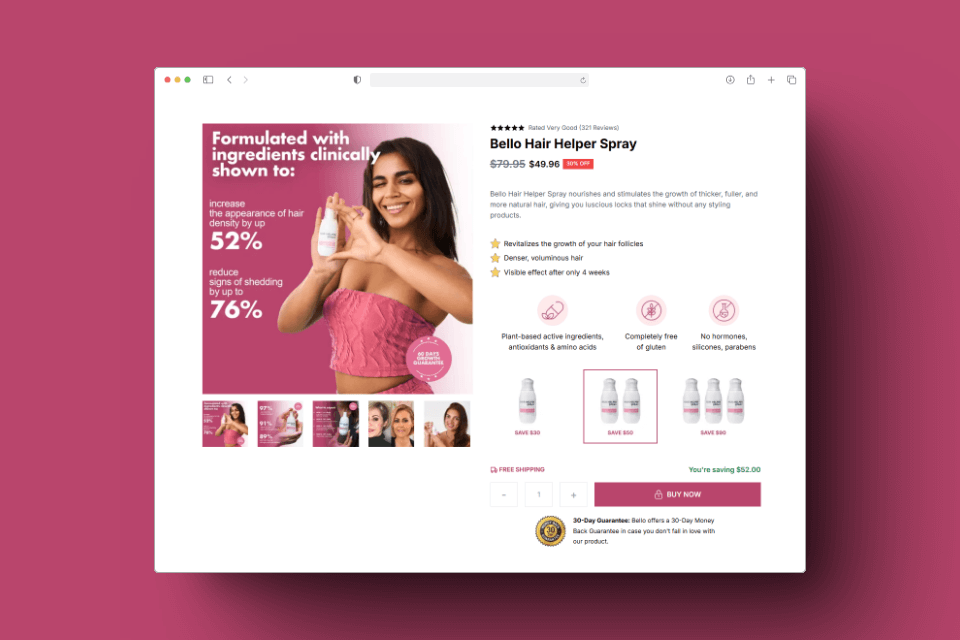 Formulated with
ingredients clinically
shown to:
increase
the appearance of hair
density by up
52%
reduce
signs of shedding
by up to
76%
60 DAYS
GROWTH
GUARANTEE
★★★★★ Rated Very Good (321 Reviews)
Bello Hair Helper Spray
$79.95 $49.96 30% OFF
Bello Hair Helper Spray nourishes and stimulates the growth of thicker, fuller, and
more natural hair, giving you luscious locks that shine without any styling
products.
Revitalizes the growth of your hair follicies
Denser, voluminous hair
Visible effect after only 4 weeks
Plant-based active ingredients,
antioxidants & amino acids
Completely free
of gluten
No hormones,
silicones, parabens
SAVE $30
SAVE $50
SAVE $90
FREE SHIPPING
You're saving $52.00
- 1 +
BUY NOW
30
30-Day Guarantee: Bello offers a 30-Day Money
Back Guarantee in case you don't fall in love with
our product.